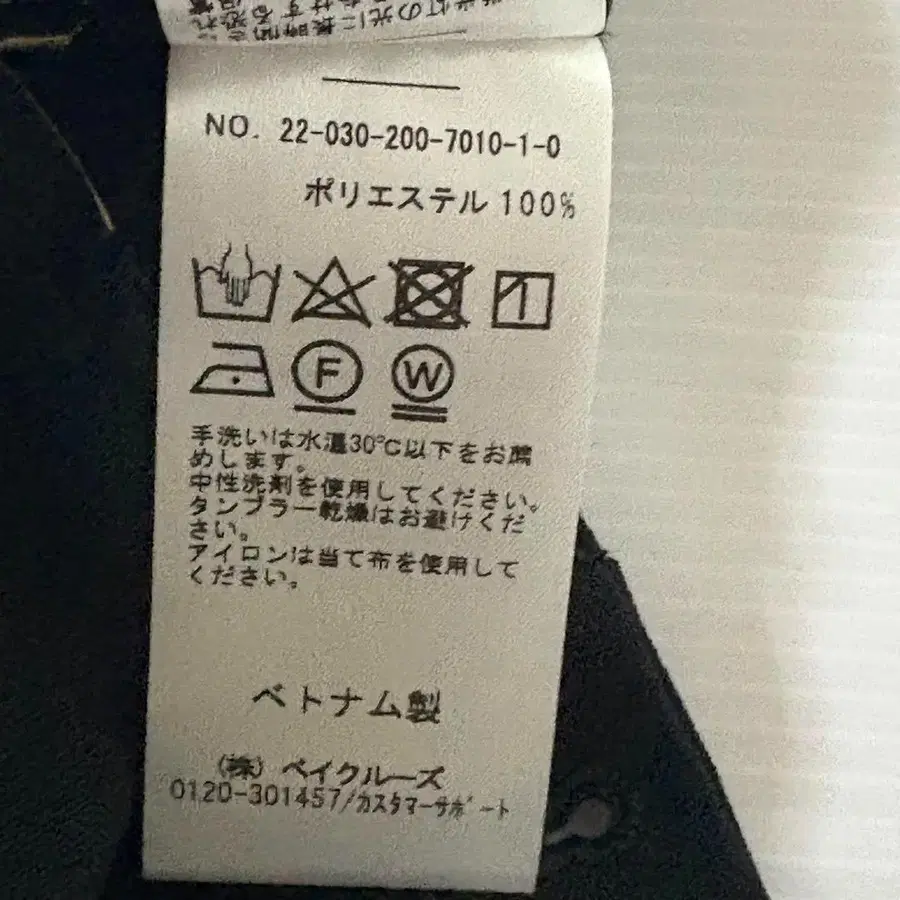 NO. 22-030-200-7010-1-0
ポリエステル 100%
F W
手洗いは水温30℃以下をお薦
めします。
中性洗剤を使用してください。
タンブラー乾燥はお避けくだ
さい。
アイロンは当て布を使用して
ください。
ベトナム製
(株) ベイクルーズ
0120-301457/カスタマーサポート